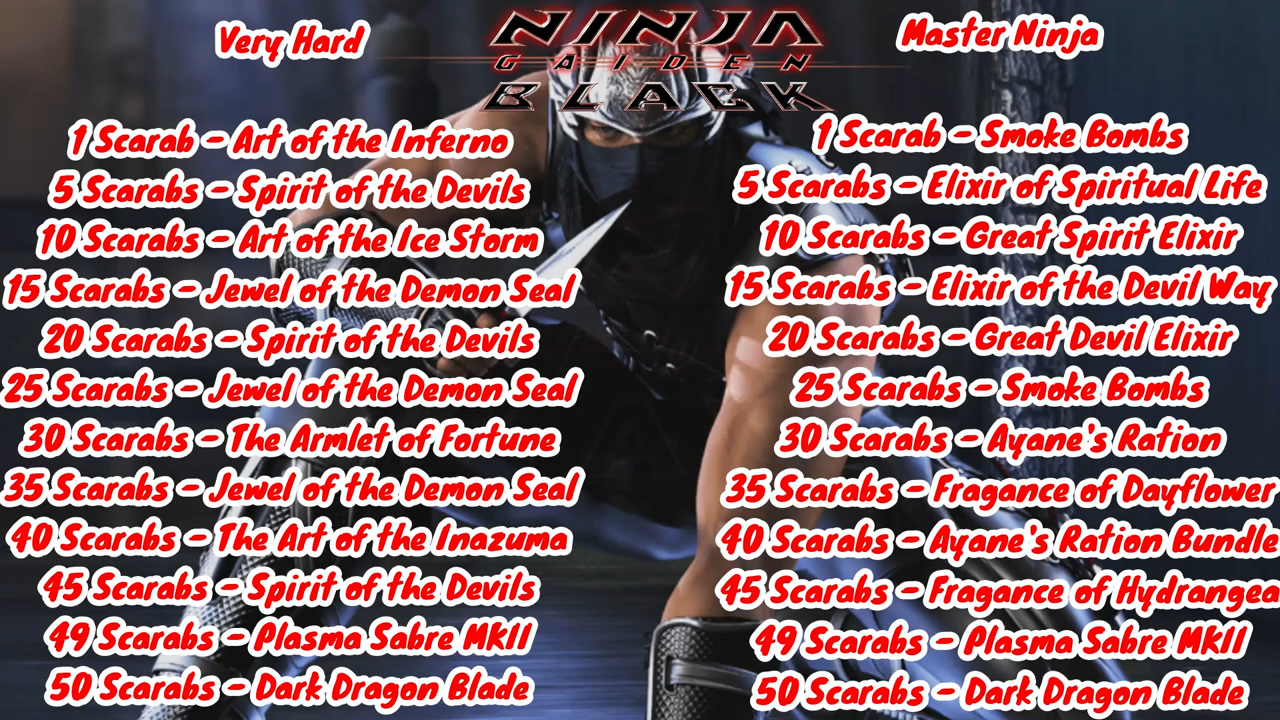 Very Hard
NINJA
GAIDEN
BLACK
Master Ninja
1 Scarab - Art of the Inferno
5 Scarabs - Spirit of the Devils
10 Scarabs - Art of the Ice Storm
15 Scarabs - Jewel of the Demon Seal
20 Scarabs - Spirit of the Devils
25 Scarabs - Jewel of the Demon Seal
30 Scarabs - The Armlet of Fortune
35 Scarabs - Jewel of the Demon Seal
40 Scarabs - The Art of the Inazuma
45 Scarabs - Spirit of the Devils
49 Scarabs - Plasma Sabre MKII
50 Scarabs - Dark Dragon Blade
1 Scarab - Smoke Bombs
5 Scarabs - Elixir of Spiritual Life
10 Scarabs - Great Spirit Elixir
15 Scarabs - Elixir of the Devil Way
20 Scarabs - Great Devil Elixir
25 Scarabs - Smoke Bombs
30 Scarabs - Ayane's Ration
35 Scarabs - Fragance of Dayflower
40 Scarabs - Ayane's Ration Bundle
45 Scarabs - Fragance of Hydrangea
49 Scarabs - Plasma Sabre MKII
50 Scarabs - Dark Dragon Blade